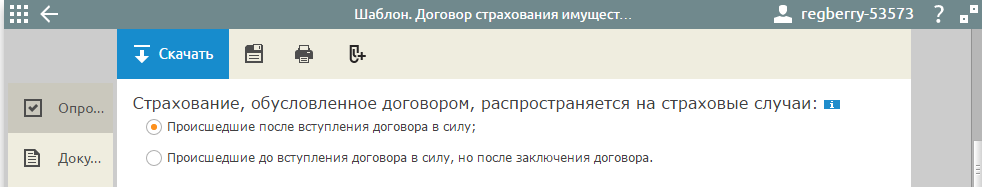 Шаблон. Договор страхования имущест...
regberry-53573
?
Скачать
Страхование, обусловленное договором, распространяется на страховые случаи: i
Опро...
Происшедшие после вступления договора в силу;
Доку...
Происшедшие до вступления договора в силу, но после заключения договора.